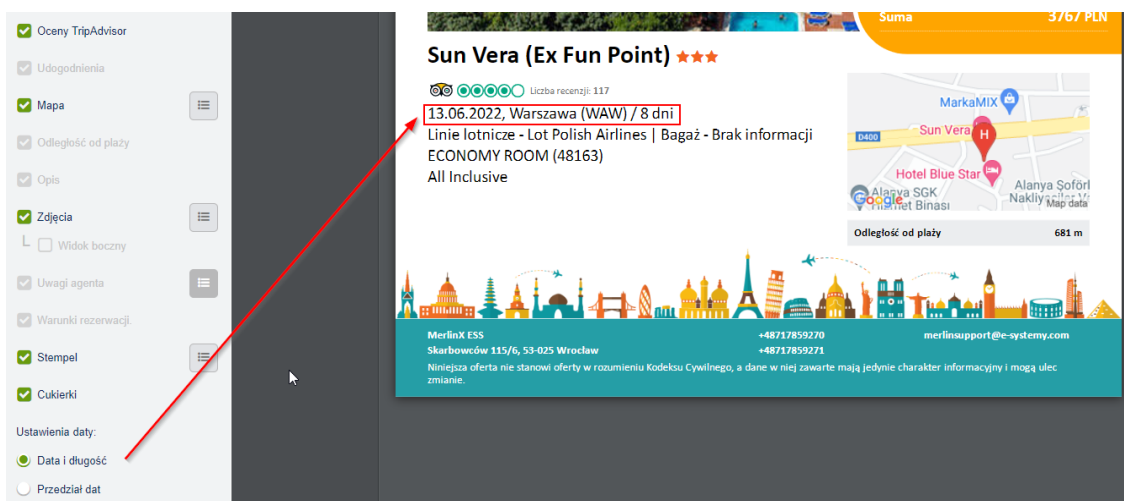 Oceny TripAdvisor
Udogodnienia
Mapa
Odległość od plaży
Opis
Zdjęcia
Widok boczny
Uwagi agenta
Warunki rezerwacji.
Stempel
Cukierki
Ustawienia daty:
Data i długość
Przedział dat
Suma 3767 PLN
Sun Vera (Ex Fun Point)
Liczba recenzji: 117
13.06.2022, Warszawa (WAW) / 8 dni
Linie lotnicze - Lot Polish Airlines | Bagaż - Brak informacji
ECONOMY ROOM (48163)
All Inclusive
MarkaMIX
D400
Sun Vera
H
Hotel Blue Star
Alanya SGK
Binası
Alanya Şoförl
Google
Map data
Odległość od plaży 681 m
MerlinX ESS +48717859270 merlinsupport@e-systemy.com
Skarbowców 115/6, 53-025 Wrocław +48717859271
Niniejsza oferta nie stanowi oferty w rozumieniu Kodeksu Cywilnego, a dane w niej zawarte mają jedynie charakter informacyjny i mogą ulec
zmianie.